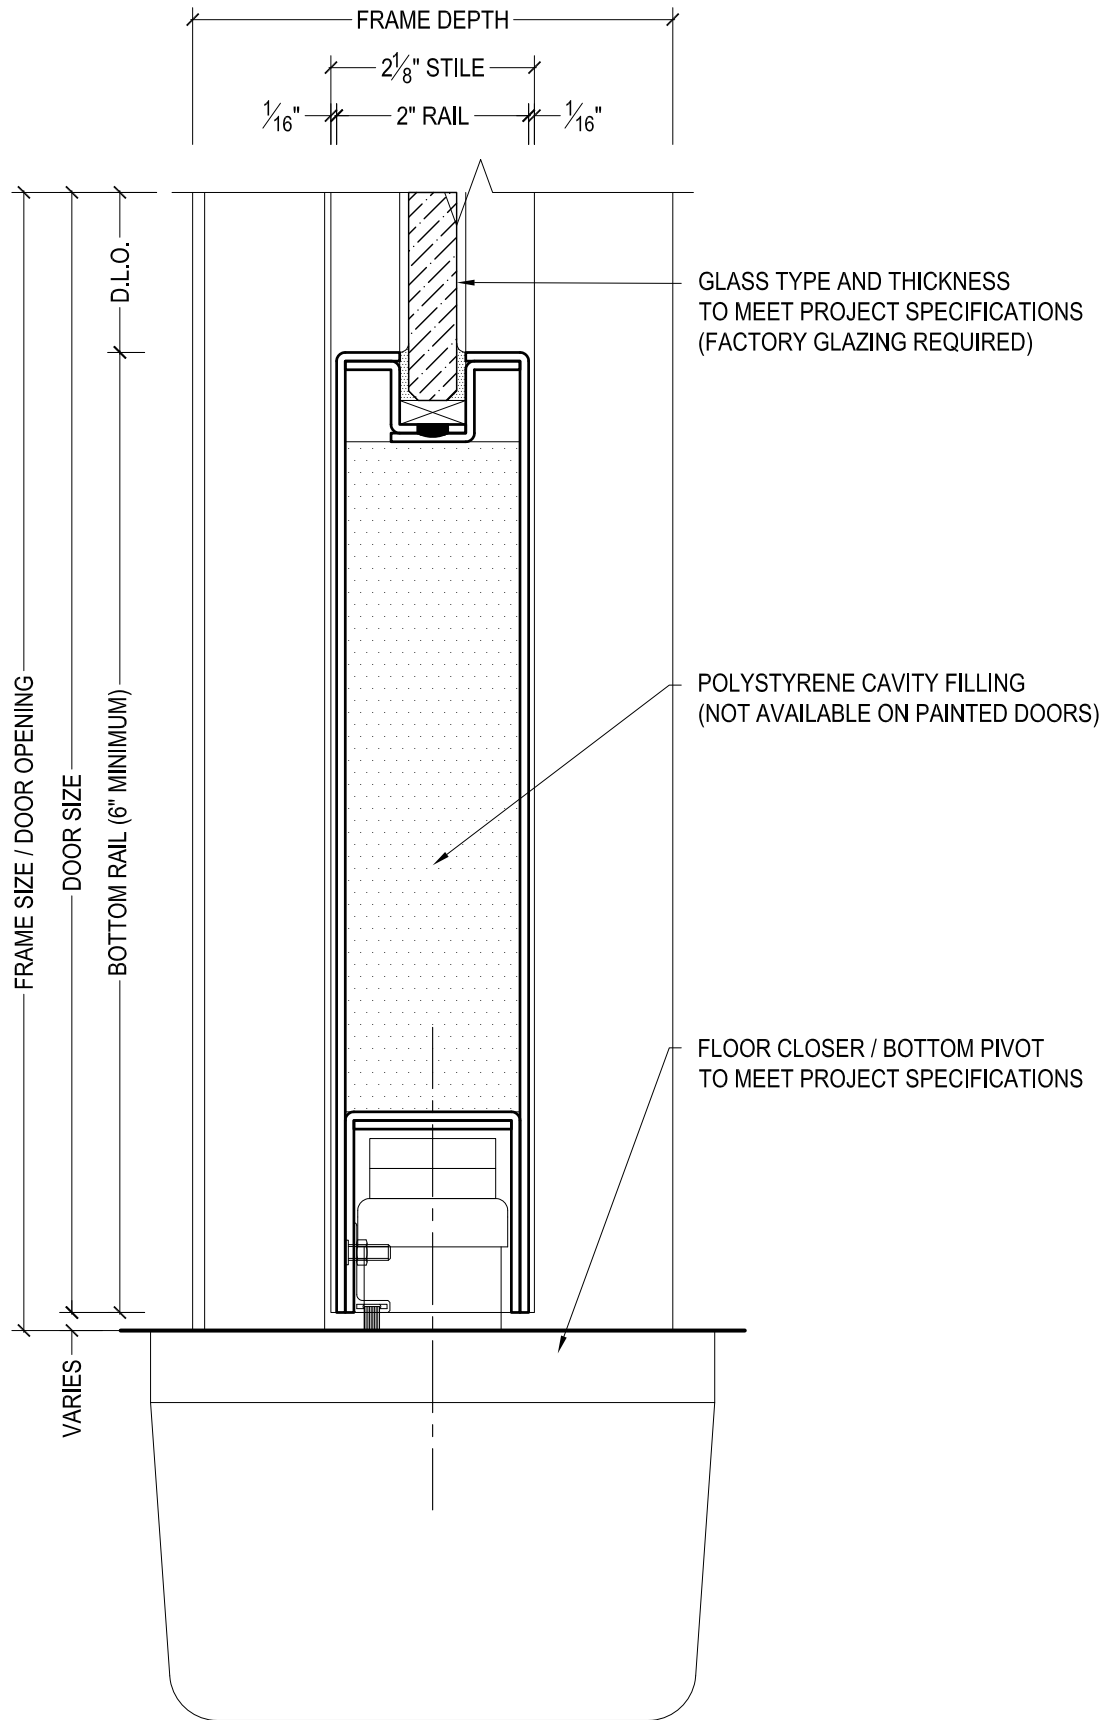 FRAME DEPTH
2 1/8" STILE
1/16"
2" RAIL
1/16"
D.L.O.
GLASS TYPE AND THICKNESS
TO MEET PROJECT SPECIFICATIONS
(FACTORY GLAZING REQUIRED)
FRAME SIZE / DOOR OPENING
DOOR SIZE
BOTTOM RAIL (6" MINIMUM)
POLYSTYRENE CAVITY FILLING
(NOT AVAILABLE ON PAINTED DOORS)
FLOOR CLOSER / BOTTOM PIVOT
TO MEET PROJECT SPECIFICATIONS
VARIES